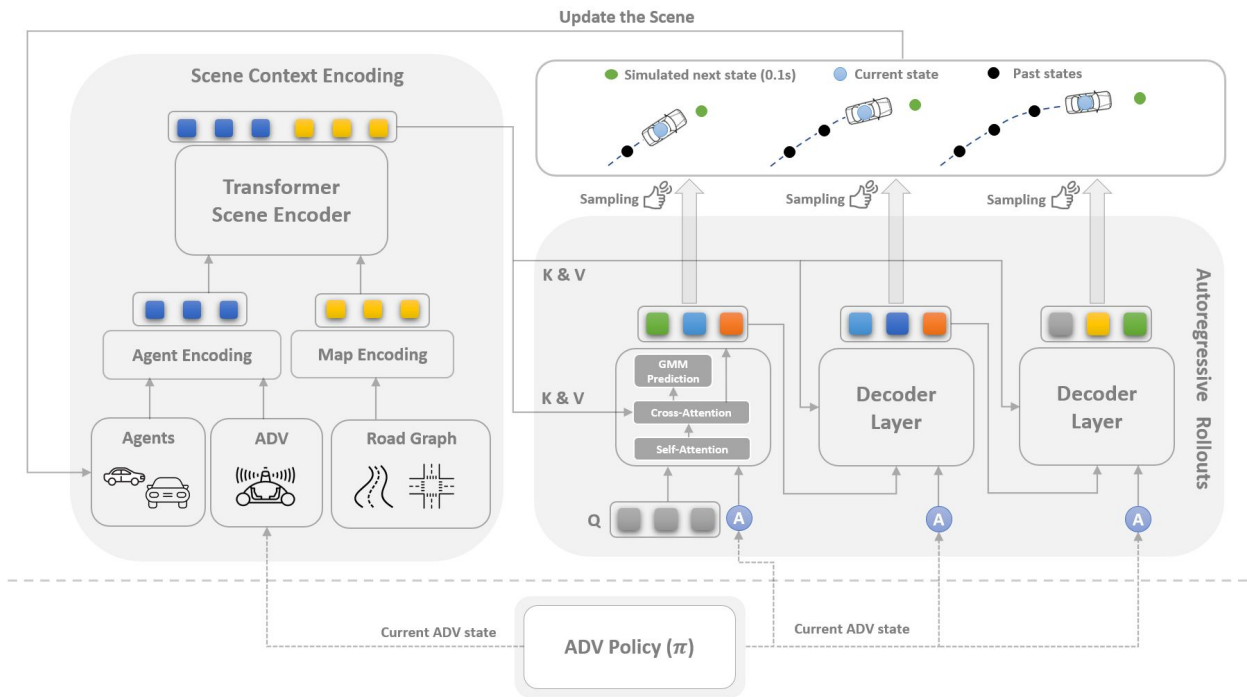 Update the Scene
Scene Context Encoding
Simulated next state (0.1s)
Current state
Past states
Transformer
Scene Encoder
Sampling
Sampling
Sampling
K & V
Autoregressive Rollouts
Agent Encoding
Map Encoding
GMM
Prediction
Cross-Attention
Self-Attention
Decoder
Layer
Decoder
Layer
K & V
Agents
ADV
Road Graph
Q
A
A
A
Current ADV state
ADV Policy (π)
Current ADV state